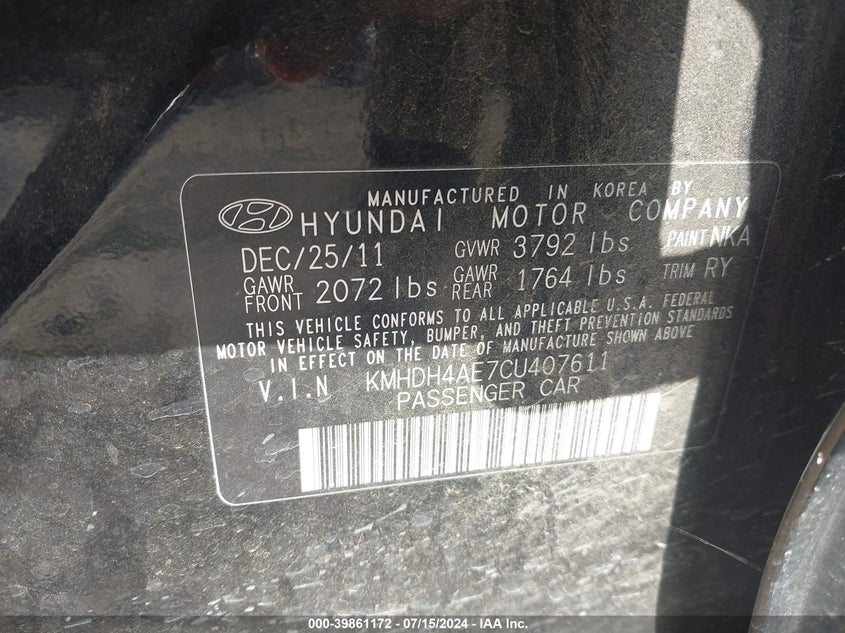 MANUFACTURED IN KOREA BY
HYUNDAI MOTOR COMPANY
DEC/25/11 GVWR 3792 lbs PAINT NKA
GAWR FRONT 2072 lbs GAWR REAR 1764 lbs TRIM RY
THIS VEHICLE CONFORMS TO ALL APPLICABLE U.S.A. FEDERAL
MOTOR VEHICLE SAFETY, BUMPER, AND THEFT PREVENTION STANDARDS
IN EFFECT ON THE DATE OF MANUFACTURE SHOWN ABOVE
V.I.N KMHDH4AE7CU407611
PASSENGER CAR
000-39861172 - 07/15/2024 - IAA Inc.